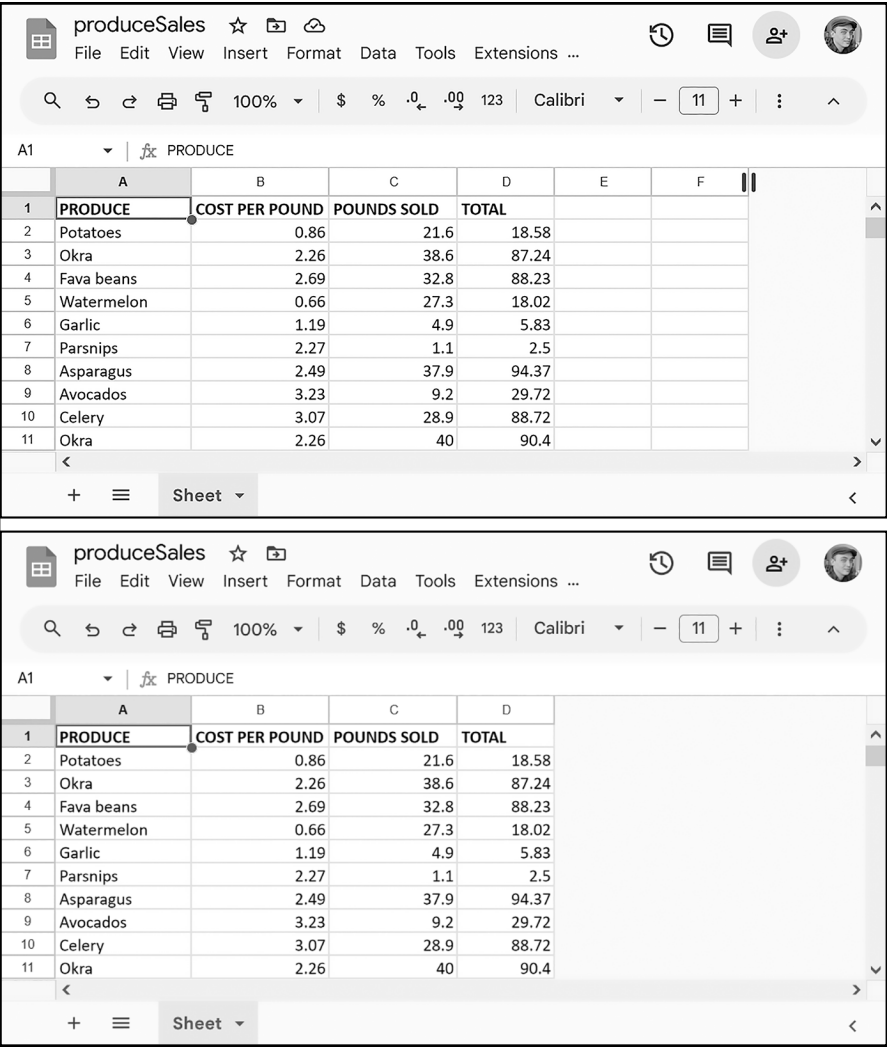 produceSales
File Edit View Insert Format Data Tools Extensions ...
100% $ % .0 .00 123 Calibri 11
A1 fx PRODUCE
A B C D E F
1 PRODUCE COST PER POUND POUNDS SOLD TOTAL
2 Potatoes 0.86 21.6 18.58
3 Okra 2.26 38.6 87.24
4 Fava beans 2.69 32.8 88.23
5 Watermelon 0.66 27.3 18.02
6 Garlic 1.19 4.9 5.83
7 Parsnips 2.27 1.1 2.5
8 Asparagus 2.49 37.9 94.37
9 Avocados 3.23 9.2 29.72
10 Celery 3.07 28.9 88.72
11 Okra 2.26 40 90.4
Sheet
produceSales
File Edit View Insert Format Data Tools Extensions ...
100% $ % .0 .00 123 Calibri 11
A1 fx PRODUCE
A B C D
1 PRODUCE COST PER POUND POUNDS SOLD TOTAL
2 Potatoes 0.86 21.6 18.58
3 Okra 2.26 38.6 87.24
4 Fava beans 2.69 32.8 88.23
5 Watermelon 0.66 27.3 18.02
6 Garlic 1.19 4.9 5.83
7 Parsnips 2.27 1.1 2.5
8 Asparagus 2.49 37.9 94.37
9 Avocados 3.23 9.2 29.72
10 Celery 3.07 28.9 88.72
11 Okra 2.26 40 90.4
Sheet